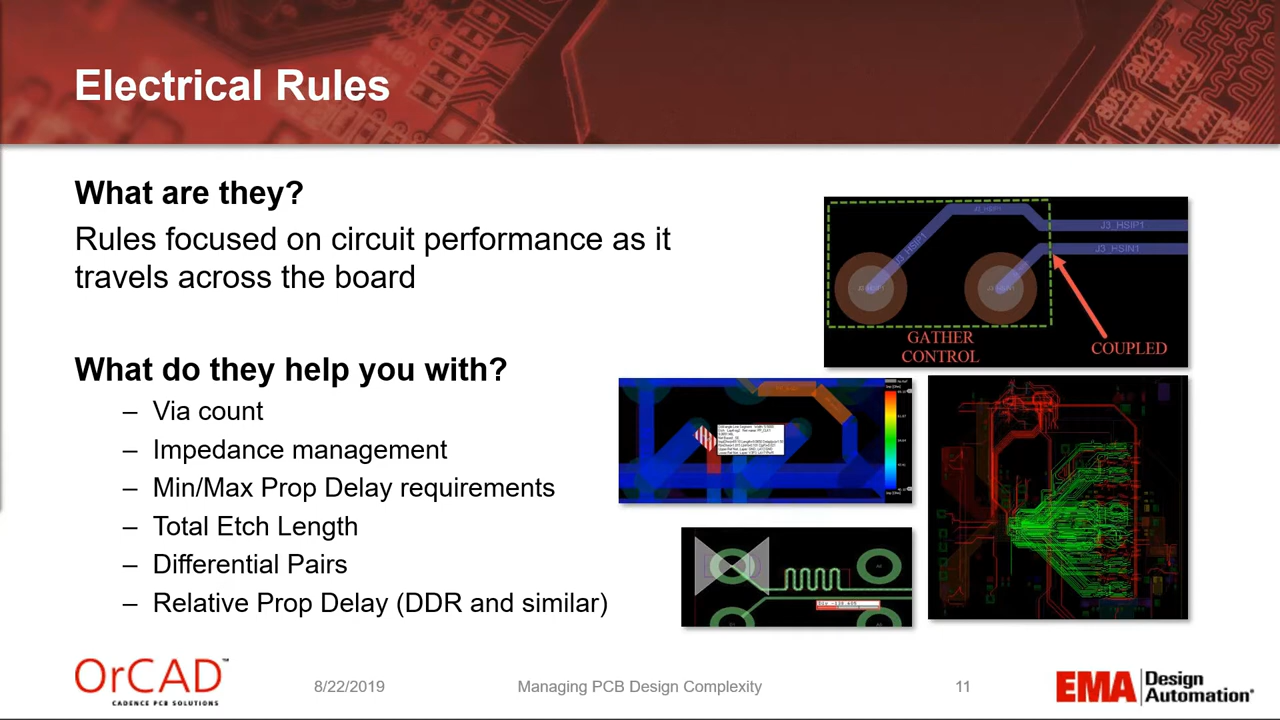 Electrical Rules
What are they?
Rules focused on circuit performance as it
travels across the board
What do they help you with?
– Via count
– Impedance management
– Min/Max Prop Delay requirements
– Total Etch Length
– Differential Pairs
– Relative Prop Delay (DDR and similar)
J3_HSIP1
J3_HSIP1
J3_HSIN1
GATHER
CONTROL
COUPLED
OrCAD™
CADENCE PCB SOLUTIONS
8/22/2019
Managing PCB Design Complexity
11
EMA Design
Automation